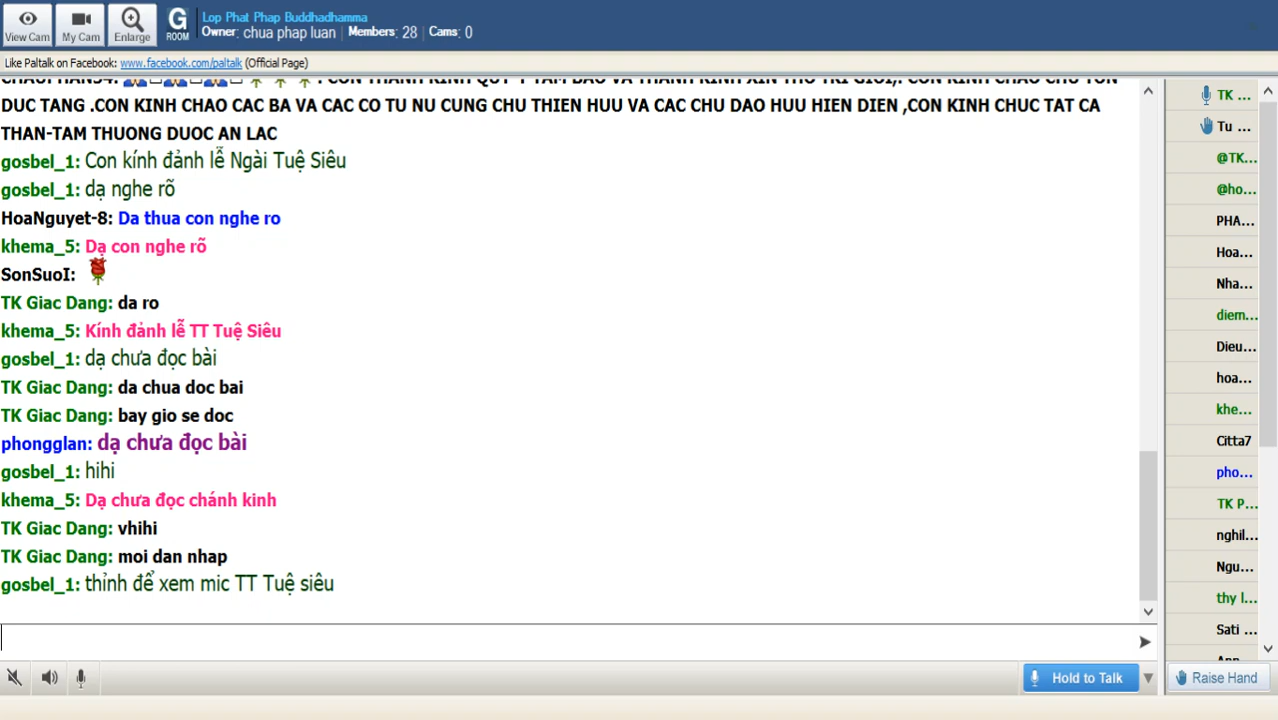 View Cam
My Cam
Enlarge
G
ROOM
Lop Phat Phap Buddhadhamma
Owner: chua phap luan | Members: 28 | Cams: 0
Like Paltalk on Facebook: www.facebook.com/paltalk (Official Page)
DUC TANG .CON KINH CHAO CAC BA VA CAC CO TU NU CUNG CHU THIEN HUU VA CAC CHU DAO HUU HIEN DIEN ,CON KINH CHUC TAT CA
THAN-TAM THUONG DUOC AN LAC
gosbel_1: Con kính đảnh lễ Ngài Tuệ Siêu
gosbel_1: dạ nghe rõ
HoaNguyet-8: Da thua con nghe ro
khema_5: Dạ con nghe rõ
SonSuoI:
TK Giac Dang: da ro
khema_5: Kính đảnh lễ TT Tuệ Siêu
gosbel_1: dạ chưa đọc bài
TK Giac Dang: da chua doc bai
TK Giac Dang: bay gio se doc
phongglan: dạ chưa đọc bài
gosbel_1: hihi
khema_5: Dạ chưa đọc chánh kinh
TK Giac Dang: vhihi
TK Giac Dang: moi dan nhap
gosbel_1: thỉnh để xem mic TT Tuệ siêu
TK ...
Tu ...
@TK...
@ho...
PHA...
Hoa...
Nha...
diem...
Dieu...
hoa...
khe...
Citta7
pho...
TK P...
nghil...
Ngu...
thy l...
Sati ...
Hold to Talk
Raise Hand